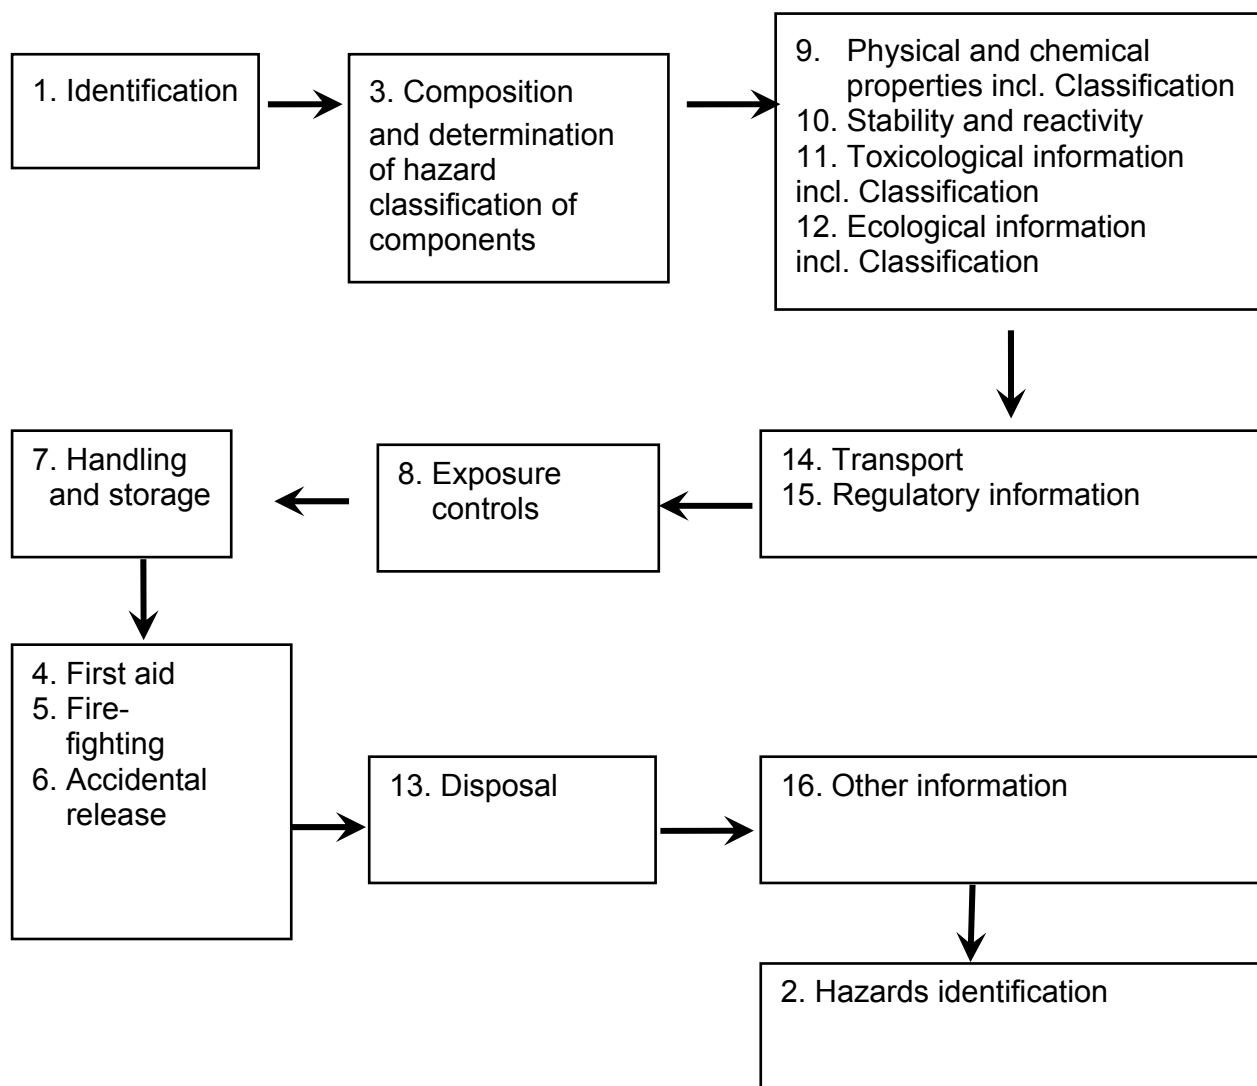 1. Identification
3. Composition
and determination
of hazard
classification of
components
9. Physical and chemical
properties incl. Classification
10. Stability and reactivity
11. Toxicological information
incl. Classification
12. Ecological information
incl. Classification
7. Handling
and storage
8. Exposure
controls
14. Transport
15. Regulatory information
4. First aid
5. Fire-
fighting
6. Accidental
release
13. Disposal
16. Other information
2. Hazards identification